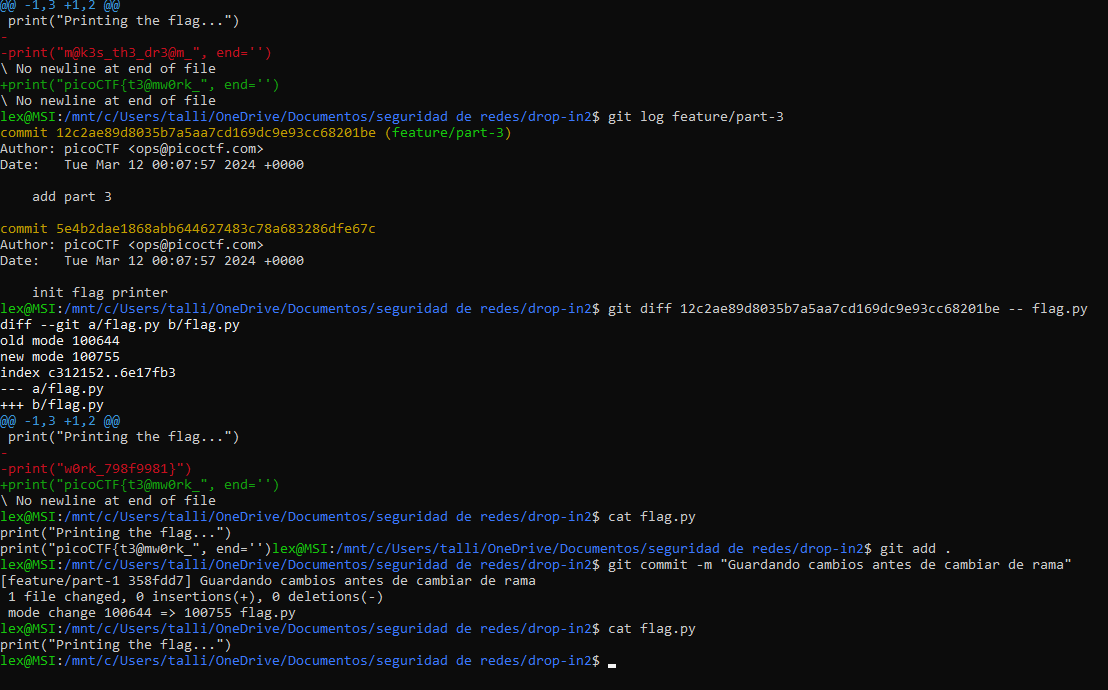 @@ -1,3 +1,2 @@
 print("Printing the flag...")
-
-print("m@k3s_th3_dr3@m_", end='')
\ No newline at end of file
+print("picoCTF{t3@mw0rk_", end='')
\ No newline at end of file
lex@MSI:/mnt/c/Users/talli/OneDrive/Documentos/seguridad de redes/drop-in2$ git log feature/part-3
commit 12c2ae89d8035b7a5aa7cd169dc9e93cc68201be (feature/part-3)
Author: picoCTF <ops@picoctf.com>
Date:   Tue Mar 12 00:07:57 2024 +0000

    add part 3

commit 5e4b2dae1868abb644627483c78a683286dfe67c
Author: picoCTF <ops@picoctf.com>
Date:   Tue Mar 12 00:07:57 2024 +0000

    init flag printer
lex@MSI:/mnt/c/Users/talli/OneDrive/Documentos/seguridad de redes/drop-in2$ git diff 12c2ae89d8035b7a5aa7cd169dc9e93cc68201be -- flag.py
diff --git a/flag.py b/flag.py
old mode 100644
new mode 100755
index c312152..6e17fb3
--- a/flag.py
+++ b/flag.py
@@ -1,3 +1,2 @@
 print("Printing the flag...")
-
-print("w0rk_798f9981}")
+print("picoCTF{t3@mw0rk_", end='')
\ No newline at end of file
lex@MSI:/mnt/c/Users/talli/OneDrive/Documentos/seguridad de redes/drop-in2$ cat flag.py
print("Printing the flag...")
print("picoCTF{t3@mw0rk_", end='')lex@MSI:/mnt/c/Users/talli/OneDrive/Documentos/seguridad de redes/drop-in2$ git add .
lex@MSI:/mnt/c/Users/talli/OneDrive/Documentos/seguridad de redes/drop-in2$ git commit -m "Guardando cambios antes de cambiar de rama"
[feature/part-1 358fdd7] Guardando cambios antes de cambiar de rama
 1 file changed, 0 insertions(+), 0 deletions(-)
 mode change 100644 => 100755 flag.py
lex@MSI:/mnt/c/Users/talli/OneDrive/Documentos/seguridad de redes/drop-in2$ cat flag.py
print("Printing the flag...")
lex@MSI:/mnt/c/Users/talli/OneDrive/Documentos/seguridad de redes/drop-in2$